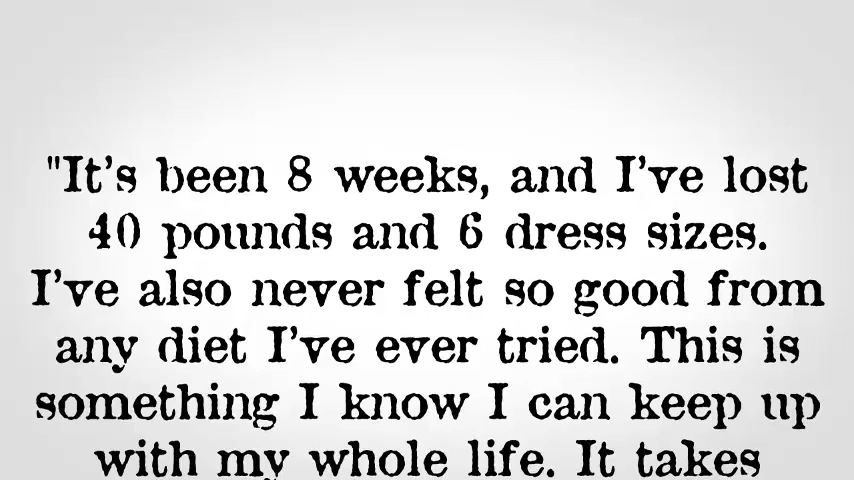 "It's been 8 weeks, and I've lost
40 pounds and 6 dress sizes.
I've also never felt so good from
any diet I've ever tried. This is
something I know I can keep up
with my whole life. It takes